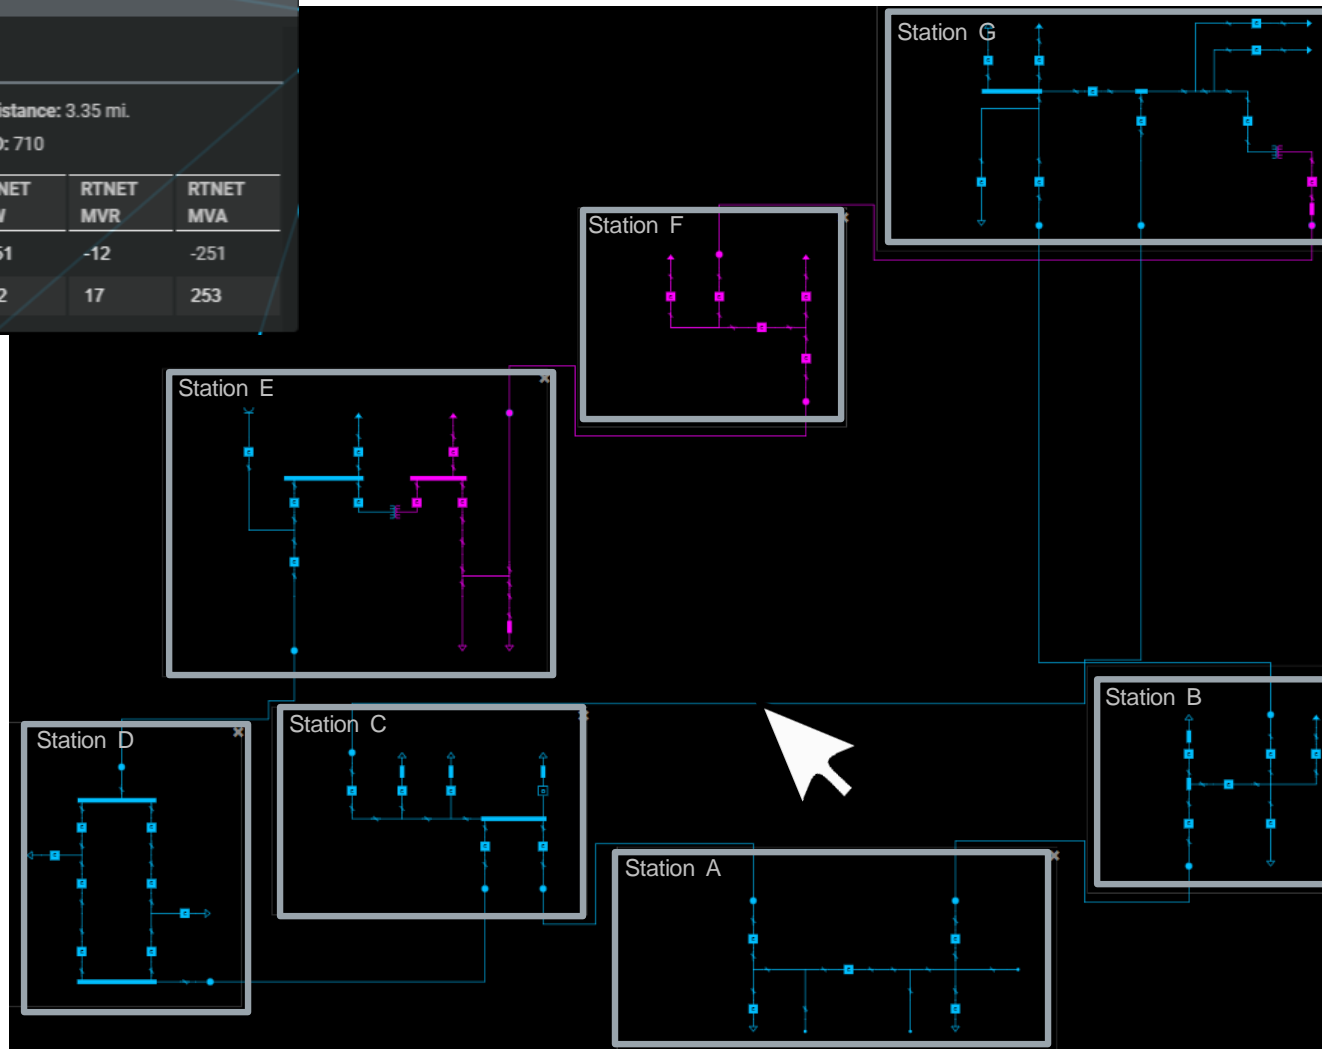 istance: 3.35 mi.
D: 710
NET RTNET RTNET
V MVR MVA
51 -12 -251
2 17 253
Station G
Station F
Station E
Station B
Station C
Station D
Station A